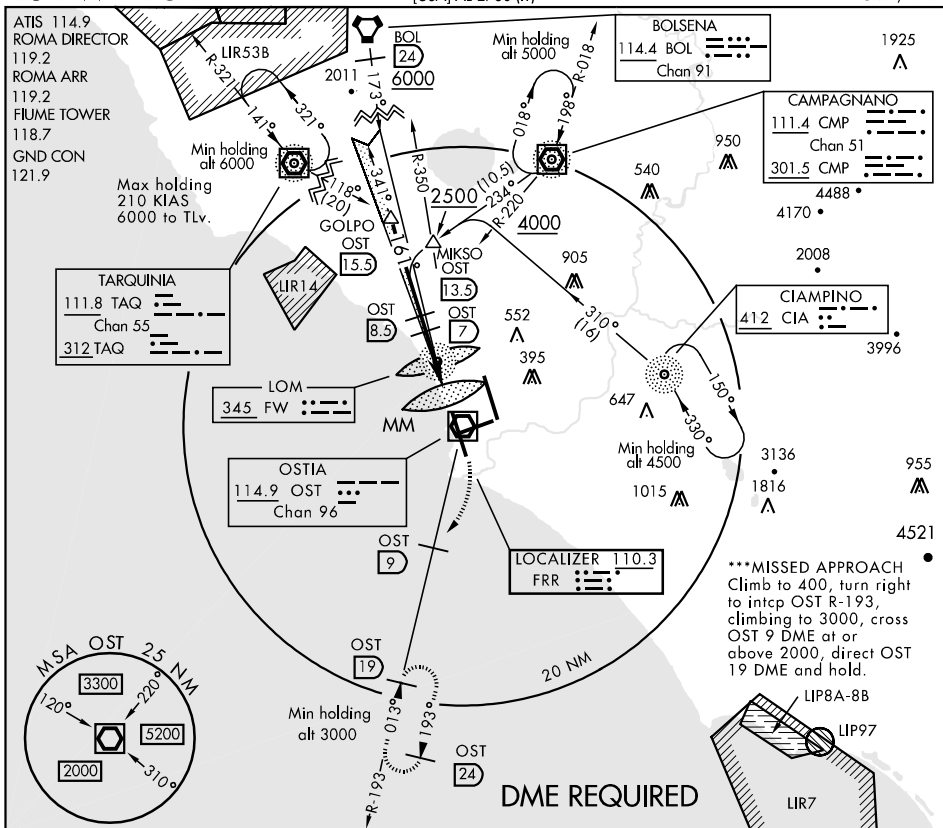 ATIS 114.9
ROMA DIRECTOR
119.2
ROMA ARR
119.2
FIUME TOWER
118.7
GND CON
121.9
LIR53B
R-321
141°
321°
2011
173°
BOL
24
6000
Min holding
alt 5000
018°
198°
R-018
BOLSENA
114.4 BOL
Chan 91
1925
CAMPAGNANO
111.4 CMP
Chan 51
301.5 CMP
Min holding
alt 6000
Max holding
210 KIAS
6000 to TLv.
118°
(20)
341°
161°
R-350
GOLPO
OST
15.5
2500
(10.5)
234°
R-220
4000
MIKSO
OST
13.5
540
950
4488
4170
2008
905
TARQUINIA
111.8 TAQ
Chan 55
312 TAQ
LIR14
OST
8.5
OST
7
552
395
310°
(16)
CIAMPINO
412 CIA
3996
LOM
345 FW
MM
647
150°
330°
Min holding
alt 4500
3136
1816
1015
955
4521
OSTIA
114.9 OST
Chan 96
OST
9
LOCALIZER 110.3
FRR
***MISSED APPROACH
Climb to 400, turn right
to intcp OST R-193,
climbing to 3000, cross
OST 9 DME at or
above 2000, direct OST
19 DME and hold.
MSA OST 25 NM
3300
220°
120°
5200
2000
310°
OST
19
20 NM
Min holding
alt 3000
013°
193°
OST
24
R-193
DME REQUIRED
LIP8A-8B
LIP97
LIR7